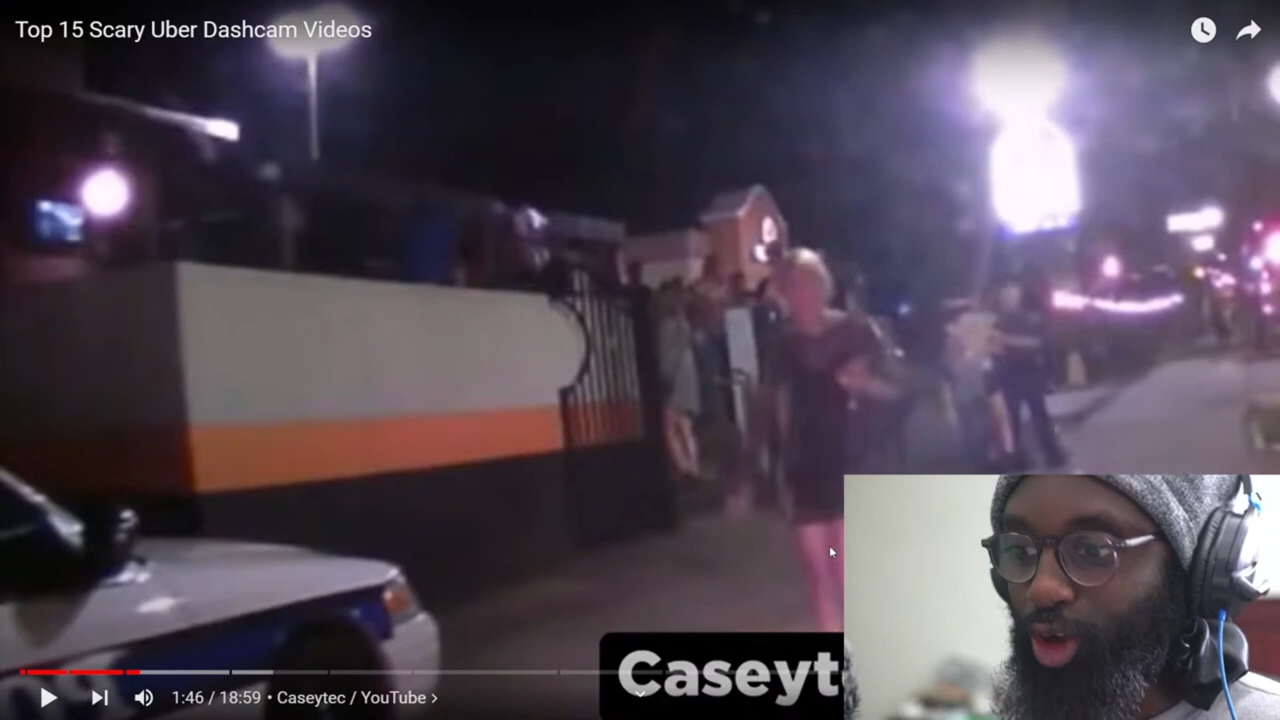 Top 15 Scary Uber Dashcam Videos
Caseyt
1:46 / 18:59 • Caseytec / YouTube ›